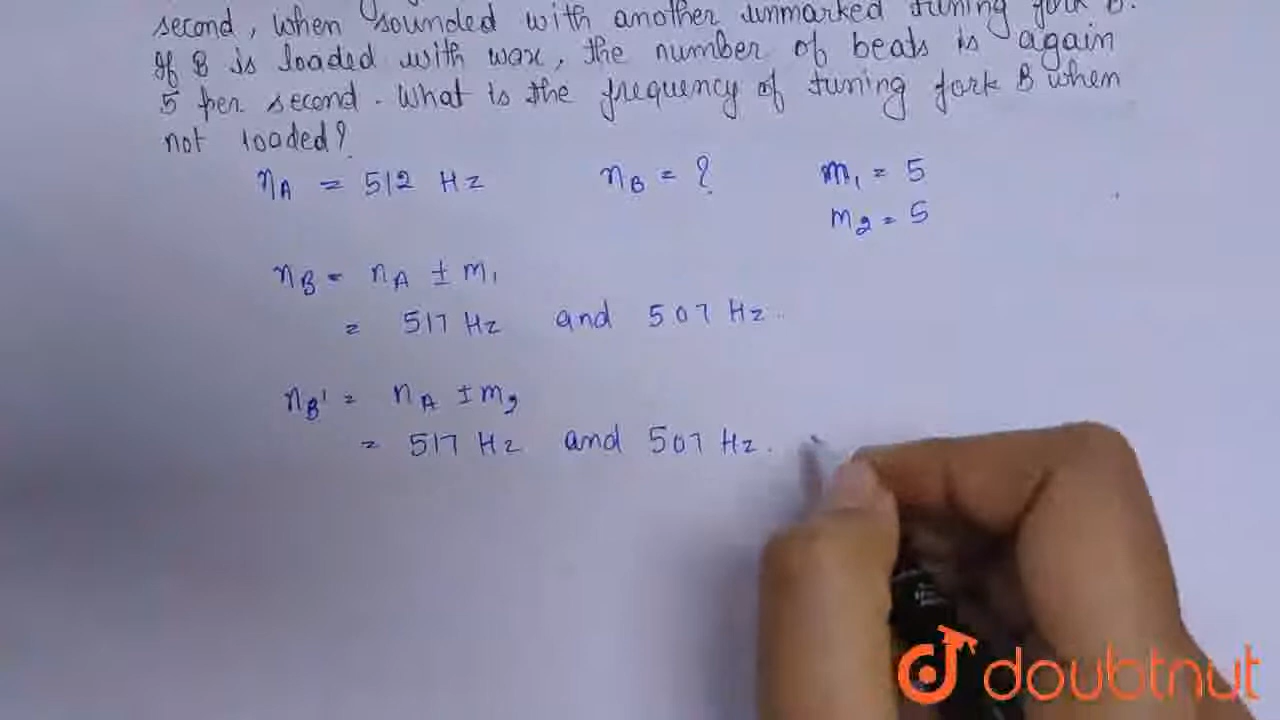 second, when sounded with another unmarked tuning fork B.
If B is loaded with wax, the number of beats is again
5 per second. What is the frequency of tuning fork B when
not loaded?
nA = 512 Hz nB = ? m1 = 5
m2 = 5
nB = nA ± m1
= 517 Hz and 507 Hz.
nB' = nA ± m2
= 517 Hz and 507 Hz.
doubtnut